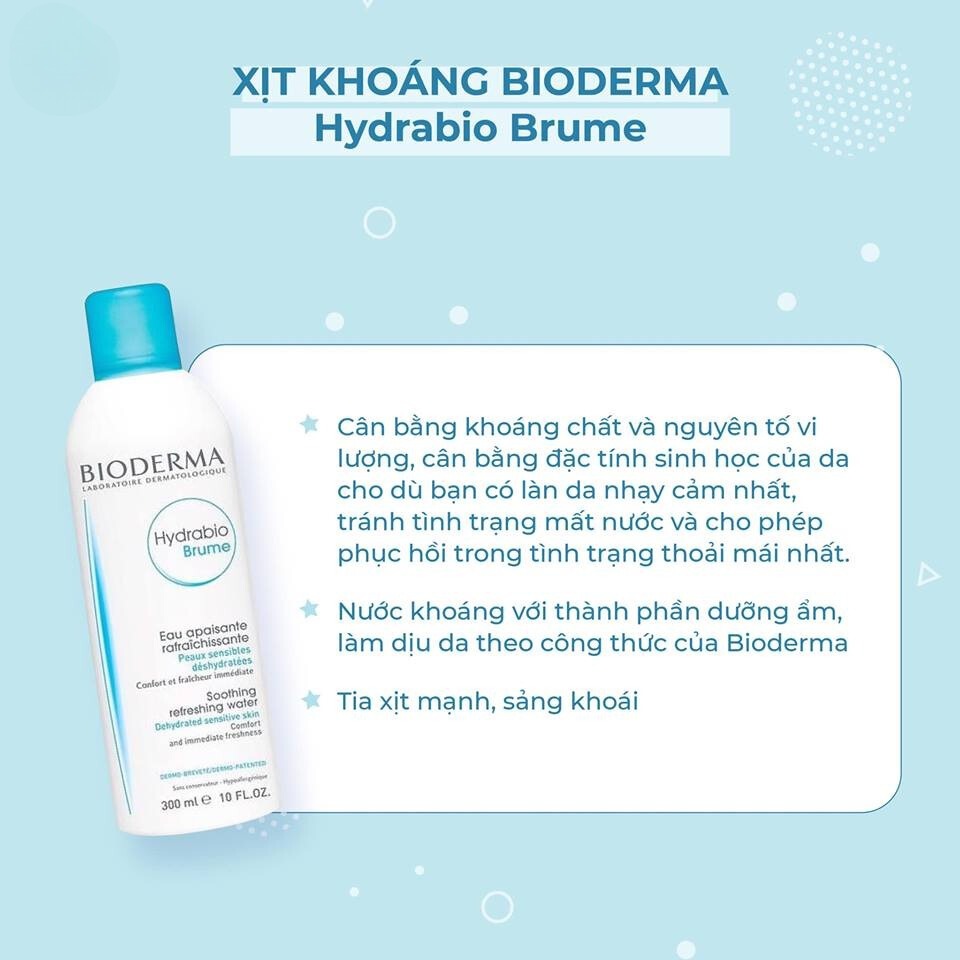 XỊT KHOÁNG BIODERMA
Hydrabio Brume
BIODERMA
LABORATOIRE DERMATOLOGIQUE
Hydrabio
Brume
Eau apaisante
rafraîchissante
Peaux sensibles
déshydratées
Confort et fraîcheur immédiate
Soothing
refreshing water
Dehydrated sensitive skin
Comfort
and immediate freshness
DERMO-BREVETÉ/DERMO-PATENTED
Sans conservateur - Hypoallergénique
300 ml e 10 FL.OZ.
Cân bằng khoáng chất và nguyên tố vi
lượng, cân bằng đặc tính sinh học của da
cho dù bạn có làn da nhạy cảm nhất,
tránh tình trạng mất nước và cho phép
phục hồi trong tình trạng thoải mái nhất.
Nước khoáng với thành phần dưỡng ẩm,
làm dịu da theo công thức của Bioderma
Tia xịt mạnh, sảng khoái